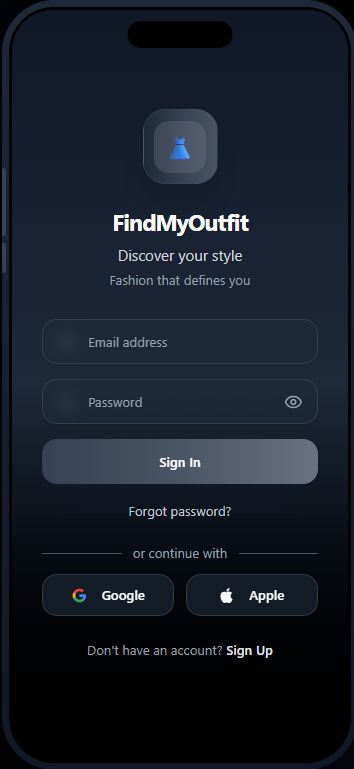 FindMyOutfit
Discover your style
Fashion that defines you
Email address
Password
Sign In
Forgot password?
or continue with
Google
Apple
Don't have an account? Sign Up